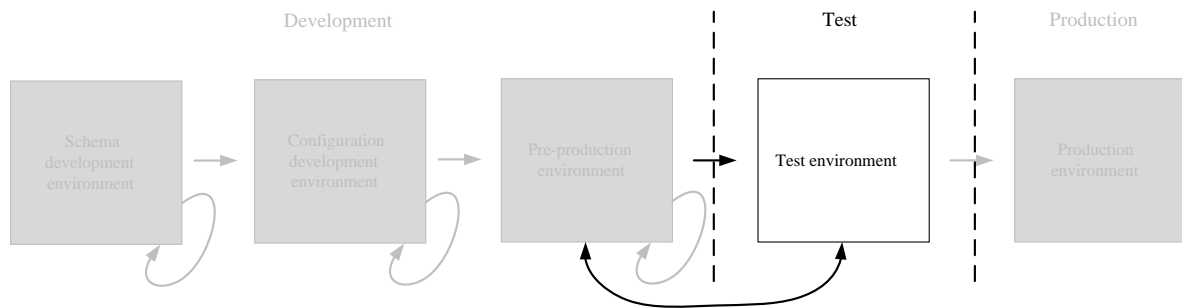 Development
Test
Production
Schema
development
environment
Configuration
development
environment
Pre-production
environment
Test environment
Production
environment